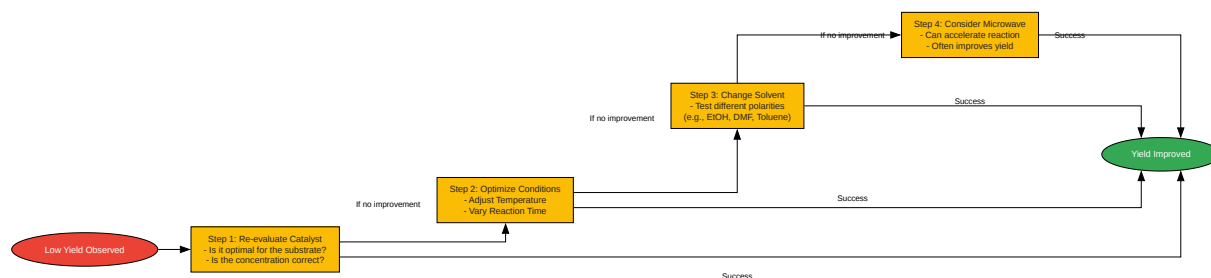 Step 4: Consider Microwave
- Can accelerate reaction
- Often improves yield
If no improvement
Success
Step 3: Change Solvent
- Test different polarities
(e.g., EtOH, DMF, Toluene)
Success
If no improvement
Yield Improved
Step 2: Optimize Conditions
- Adjust Temperature
- Vary Reaction Time
Success
If no improvement
Step 1: Re-evaluate Catalyst
- Is it optimal for the substrate?
- Is the concentration correct?
Low Yield Observed
Success